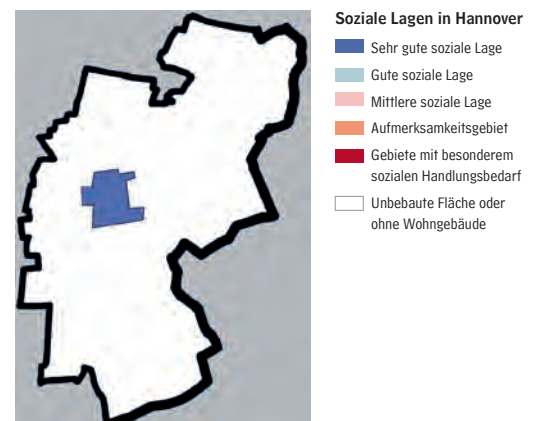 Soziale Lagen in Hannover
Sehr gute soziale Lage
Gute soziale Lage
Mittlere soziale Lage
Aufmerksamkeitsgebiet
Gebiete mit besonderem
sozialen Handlungsbedarf
Unbebaute Fläche oder
ohne Wohngebäude